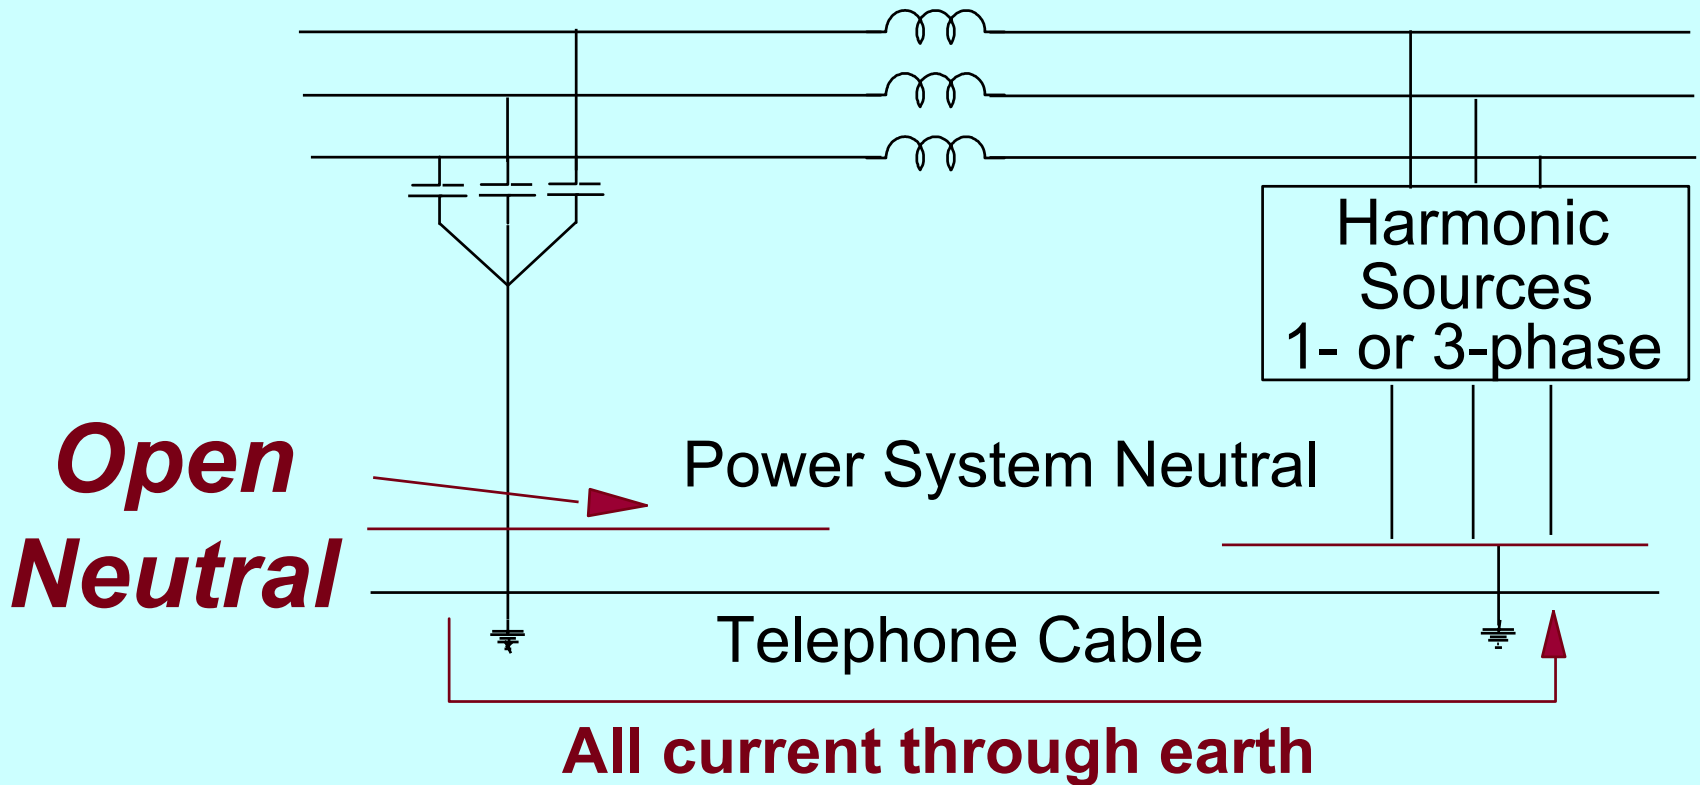 Harmonic
Sources
1- or 3-phase
Open
Neutral
Power System Neutral
Telephone Cable
All current through earth